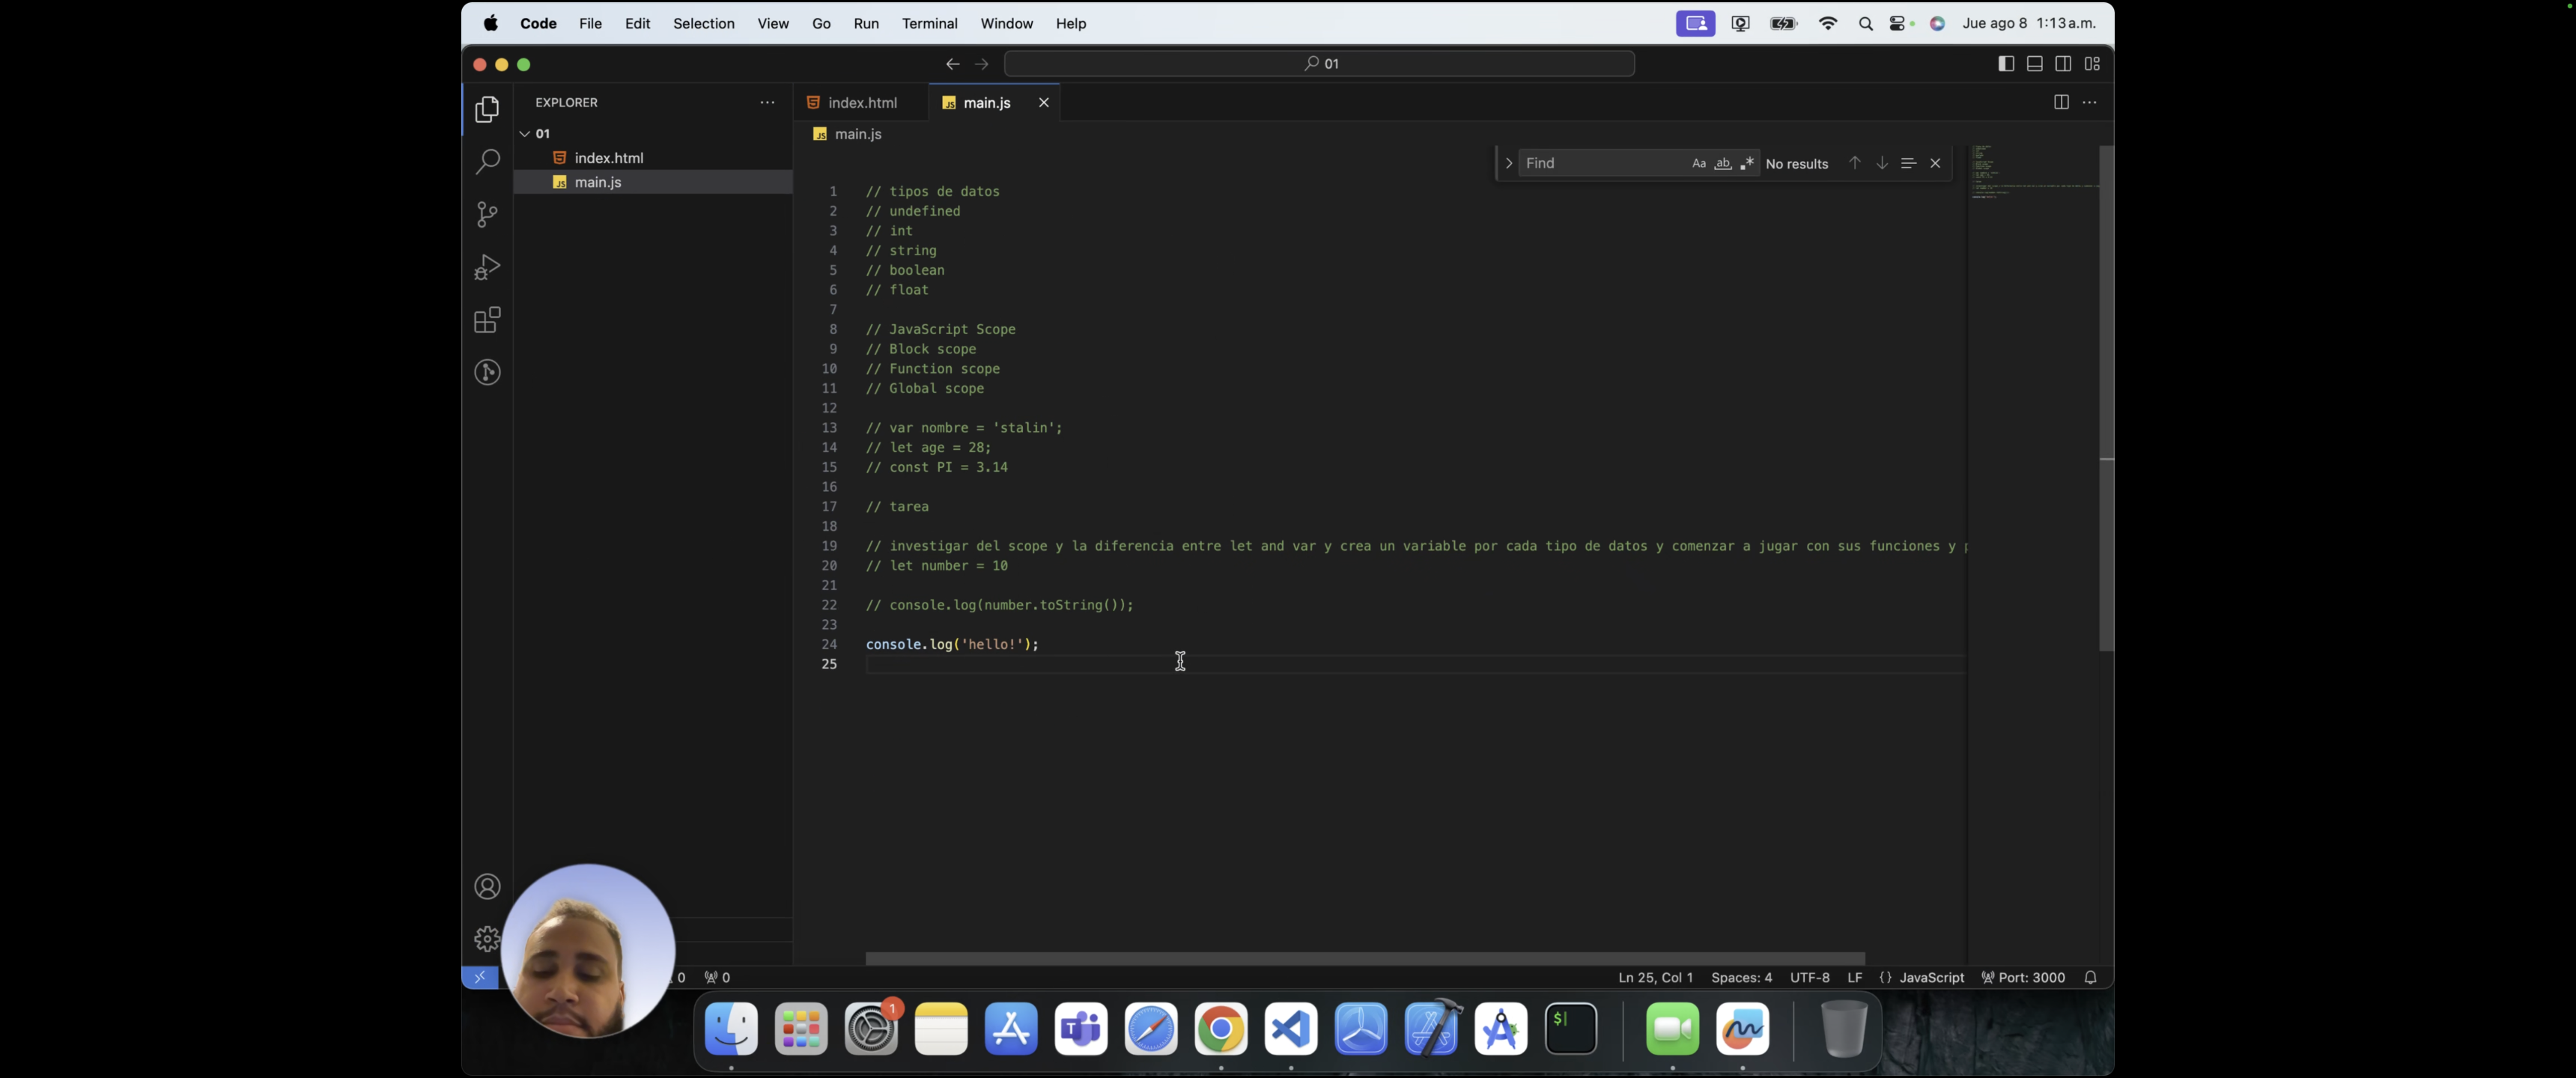 Code File Edit Selection View Go Run Terminal Window Help Jue ago 8 1:13 a.m.
01
EXPLORER
index.html main.js
01
main.js
index.html
main.js
Find Aa ab No results
1 // tipos de datos
2 // undefined
3 // int
4 // string
5 // boolean
6 // float
7
8 // JavaScript Scope
9 // Block scope
10 // Function scope
11 // Global scope
12
13 // var nombre = 'stalin';
14 // let age = 28;
15 // const PI = 3.14
16
17 // tarea
18
19 // investigar del scope y la diferencia entre let and var y crea un variable por cada tipo de datos y comenzar a jugar con sus funciones y
20 // let number = 10
21
22 // console.log(number.toString());
23
24 console.log('hello!');
25
0 0 Ln 25, Col 1 Spaces: 4 UTF-8 LF {} JavaScript Port: 3000
1
$